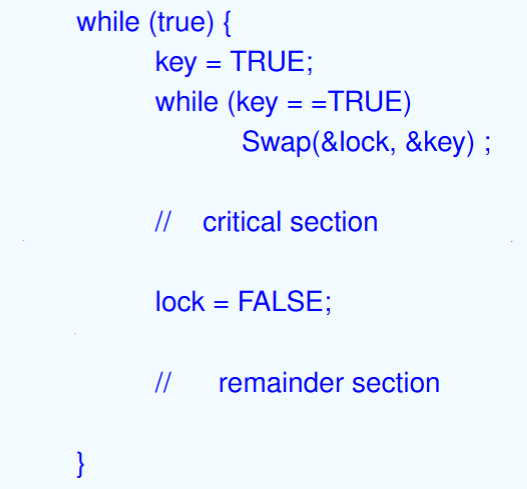 while (true) {
key = TRUE;
while (key = =TRUE)
Swap(&lock, &key) ;
// critical section
lock = FALSE;
// remainder section
}